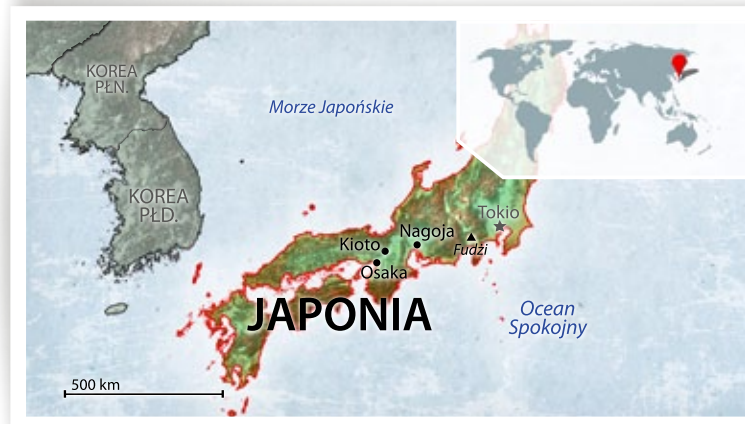 KOREA
PŁN.
Morze Japońskie
KOREA
PŁD.
Tokio
Nagoja
Kioto
Fudżi
Osaka
JAPONIA
Ocean
Spokojny
500 km